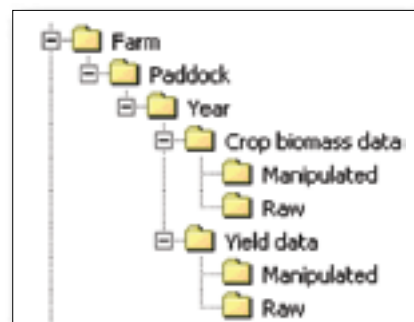 Farm
Paddock
Year
Crop biomass data
Manipulated
Raw
Yield data
Manipulated
Raw